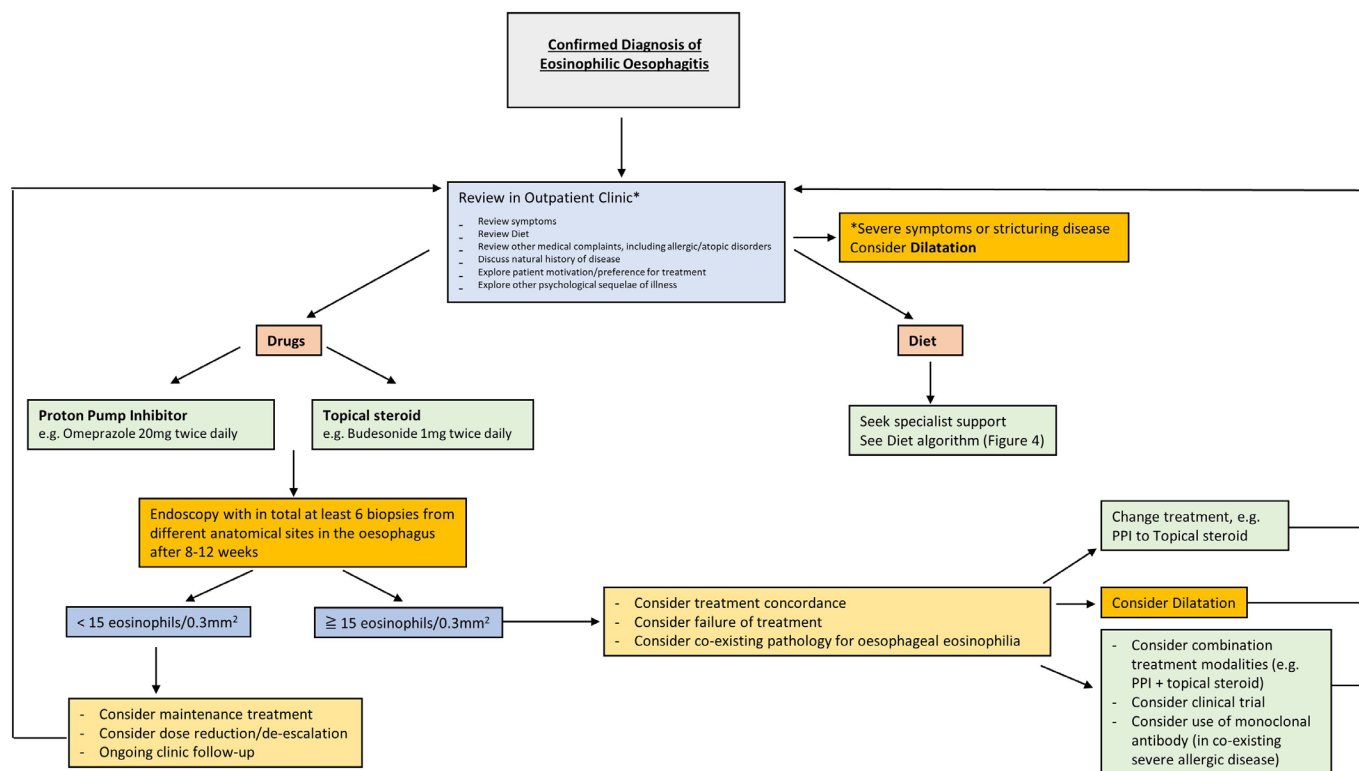 Confirmed Diagnosis of
Eosinophilic Oesophagitis
Review in Outpatient Clinic*
- Review symptoms
- Review Diet
- Review other medical complaints, including allergic/atopic disorders
- Discuss natural history of disease
- Explore patient motivation/preference for treatment
- Explore other psychological sequelae of illness
*Severe symptoms or stricturing disease
Consider Dilatation
Drugs
Diet
Proton Pump Inhibitor
e.g. Omeprazole 20mg twice daily
Topical steroid
e.g. Budesonide 1mg twice daily
Seek specialist support
See Diet algorithm (Figure 4)
Endoscopy with in total at least 6 biopsies from
different anatomical sites in the oesophagus
after 8-12 weeks
< 15 eosinophils/0.3mm²
≧ 15 eosinophils/0.3mm²
- Consider treatment concordance
- Consider failure of treatment
- Consider co-existing pathology for oesophageal eosinophilia
Change treatment, e.g.
PPI to Topical steroid
Consider Dilatation
- Consider combination
treatment modalities (e.g.
PPI + topical steroid)
- Consider clinical trial
- Consider use of monoclonal
antibody (in co-existing
severe allergic disease)
- Consider maintenance treatment
- Consider dose reduction/de-escalation
- Ongoing clinic follow-up